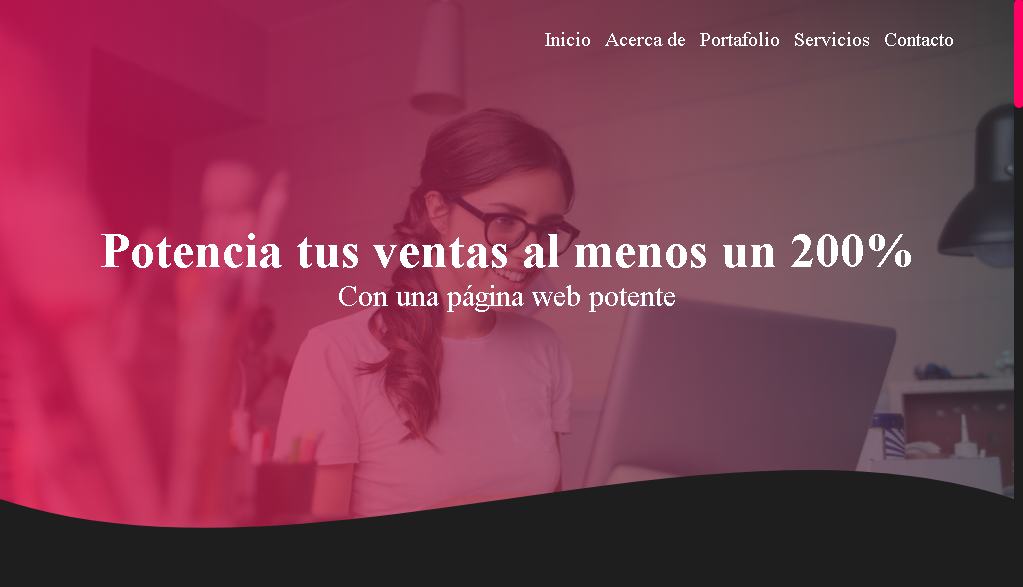 Inicio Acerca de Portafolio Servicios Contacto
Potencia tus ventas al menos un 200%
Con una página web potente